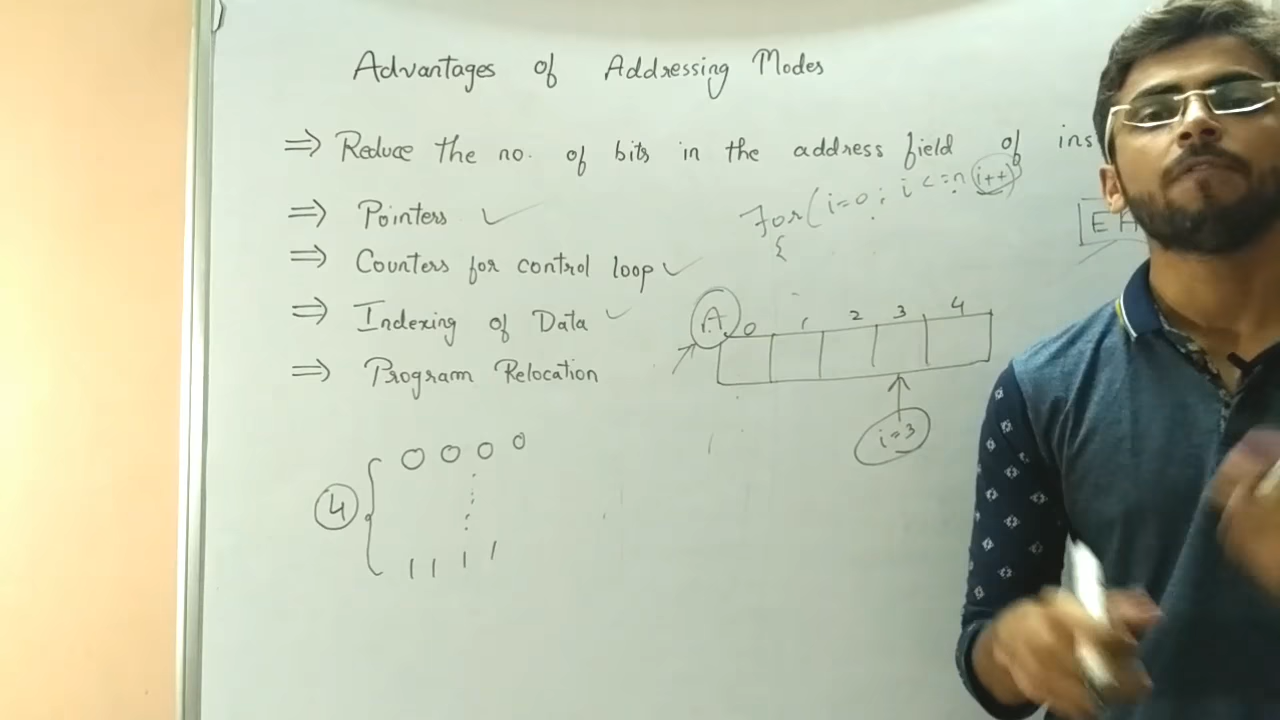 Advantages of Addressing Modes
⇒ Reduce the no. of bits in the address field of ins
⇒ Pointers ✓
⇒ Counters for control loop ✓
⇒ Indexing of Data ✓
⇒ Program Relocation
For(i=0; i<=n i++)
{
A 0 1 2 3 4
i=3
4 { 0 0 0 0
1 1 1 1